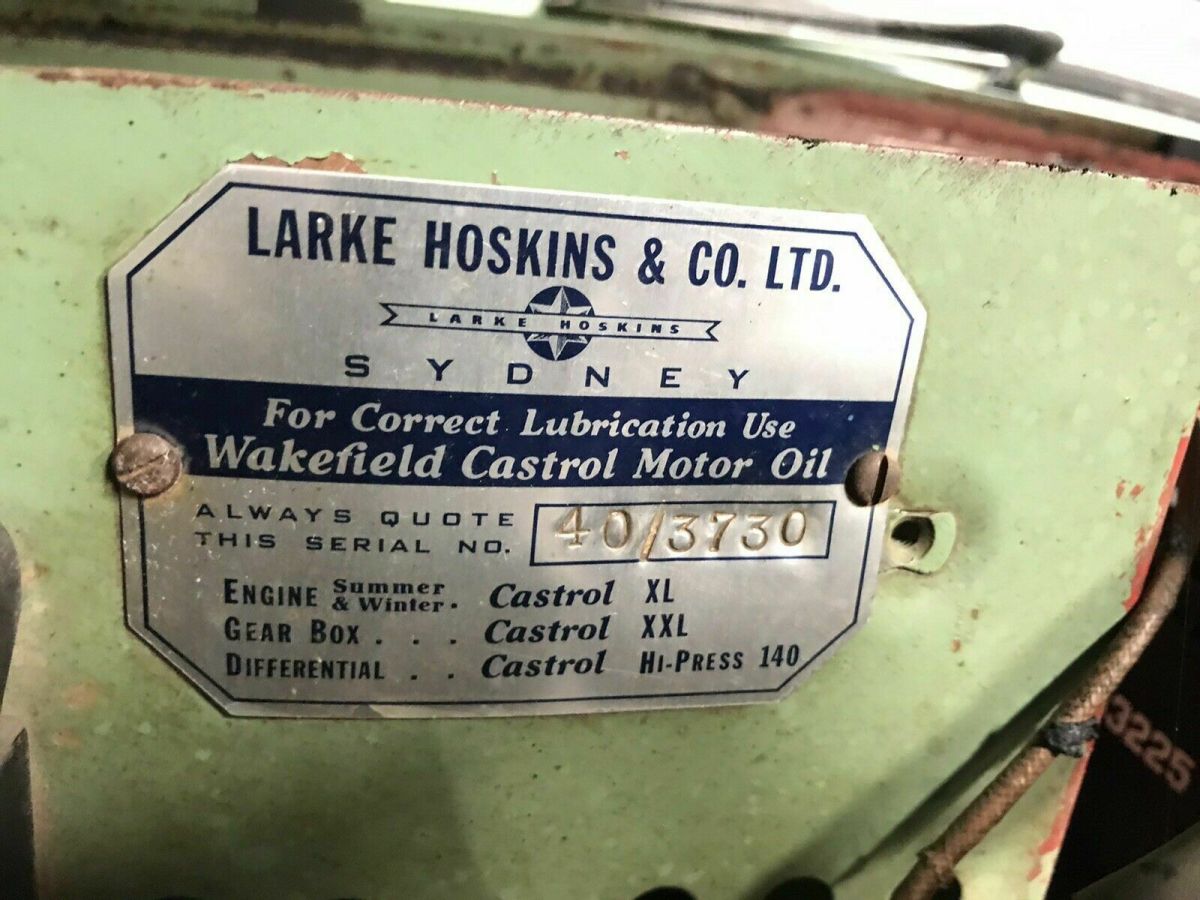 LARKE HOSKINS & CO. LTD.
LARKE HOSKINS
SYDNEY
For Correct Lubrication Use
Wakefield Castrol Motor Oil
ALWAYS QUOTE
THIS SERIAL NO. 40/3730
ENGINE Summer & Winter. Castrol XL
GEAR BOX . . . Castrol XXL
DIFFERENTIAL . . Castrol HI-PRESS 140
3225